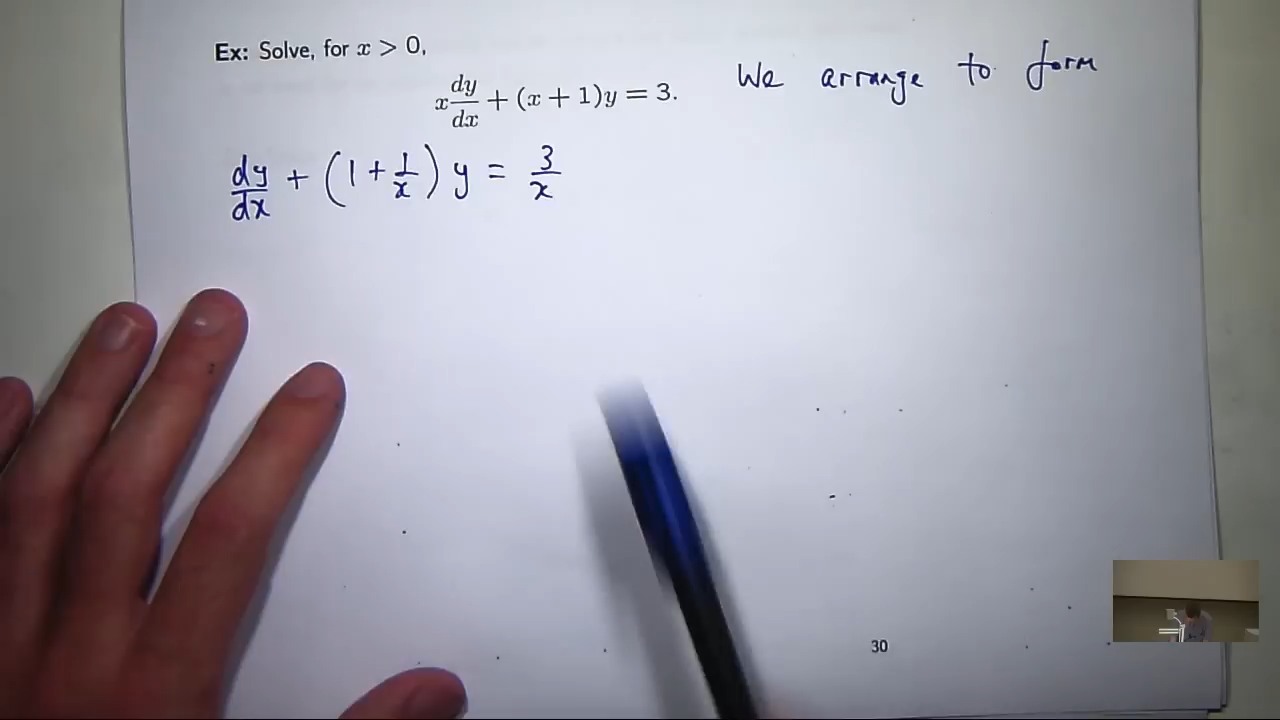 Ex: Solve, for x > 0,
x dy/dx + (x + 1)y = 3.
We arrange to form
dy/dx + (1 + 1/x) y = 3/x
30